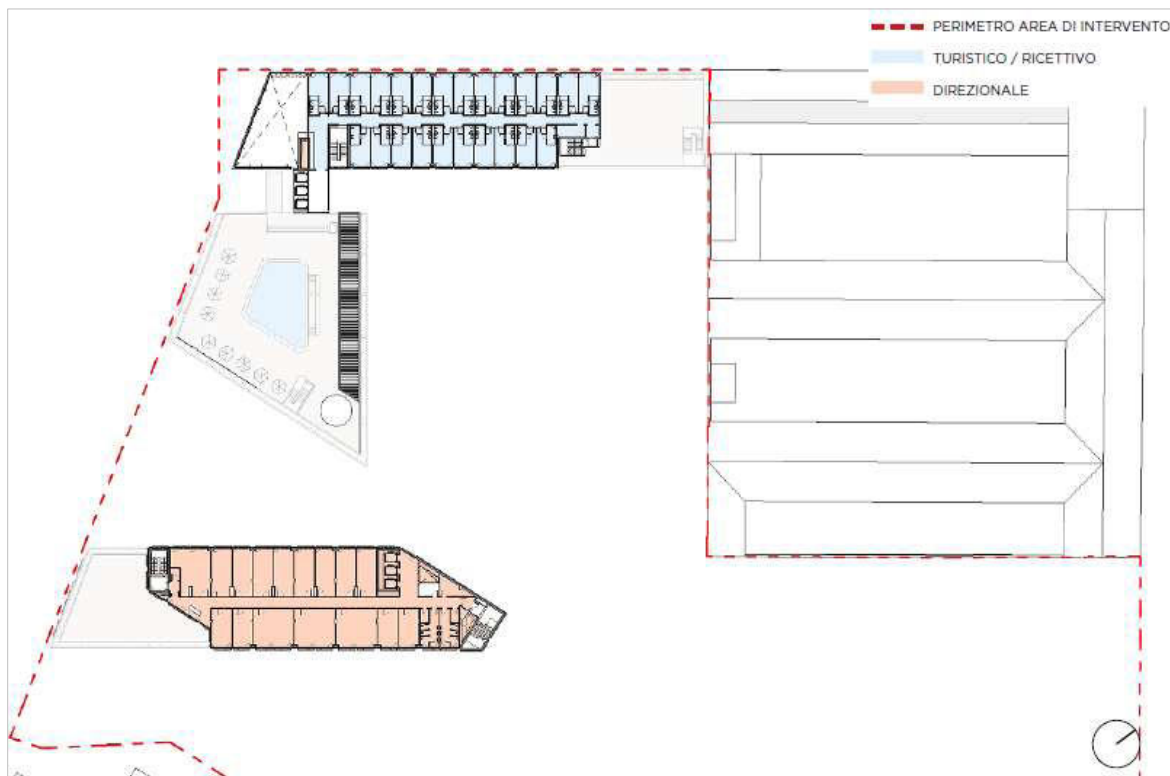 PERIMETRO AREA DI INTERVENTO
TURISTICO / RICETTIVO
DIREZIONALE